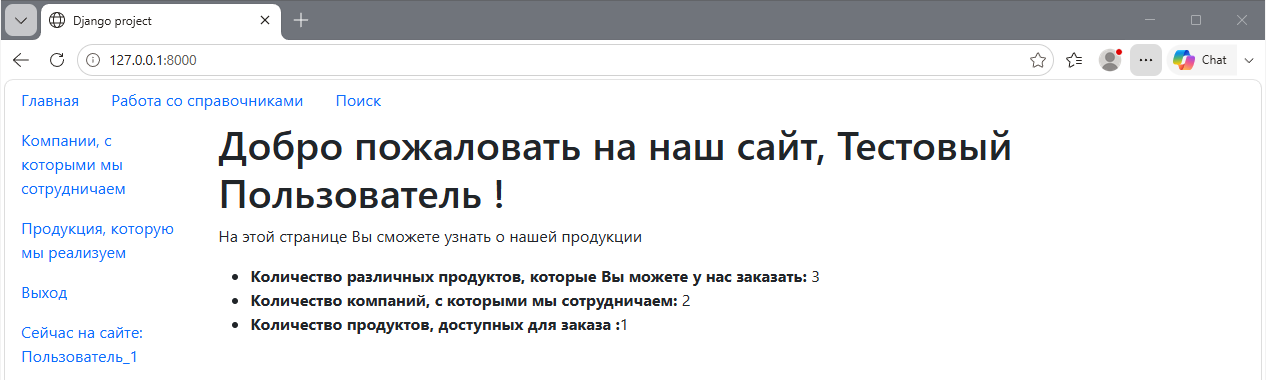 Django project
127.0.0.1:8000
Chat
Главная Работа со справочниками Поиск
Компании, с
которыми мы
сотрудничаем
Продукция, которую
мы реализуем
Выход
Сейчас на сайте:
Пользователь_1
Добро пожаловать на наш сайт, Тестовый
Пользователь !
На этой странице Вы сможете узнать о нашей продукции
Количество различных продуктов, которые Вы можете у нас заказать: 3
Количество компаний, с которыми мы сотрудничаем: 2
Количество продуктов, доступных для заказа :1